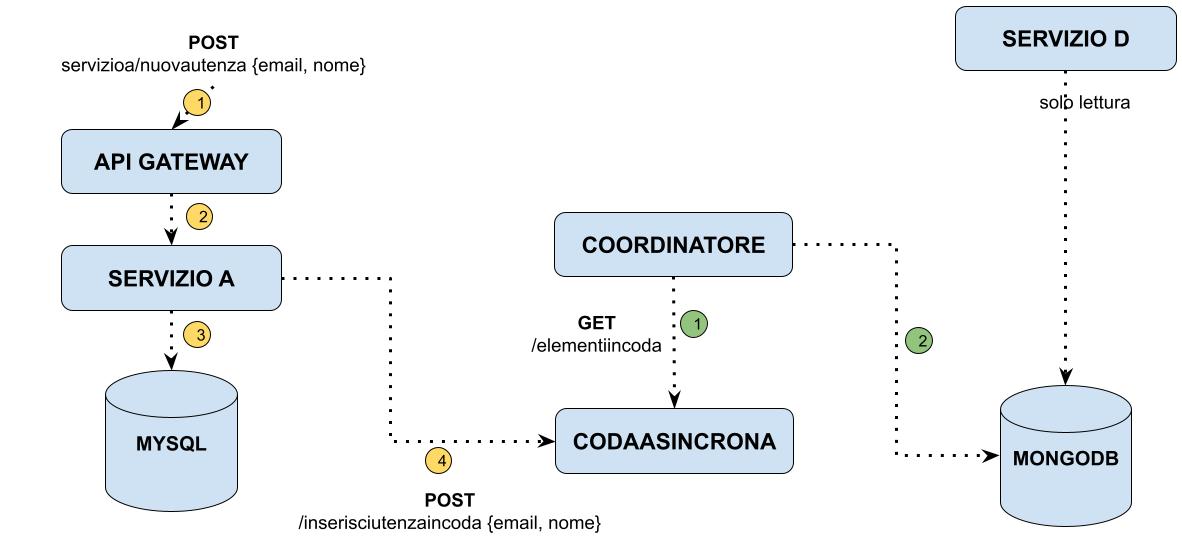 POST
servizioa/nuovautenza {email, nome}
1
API GATEWAY
2
SERVIZIO A
3
MYSQL
4
POST
/inserisciutenzaincoda {email, nome}
COORDINATORE
GET
/elementiincoda
1
CODAASINCRONA
2
SERVIZIO D
solo lettura
MONGODB